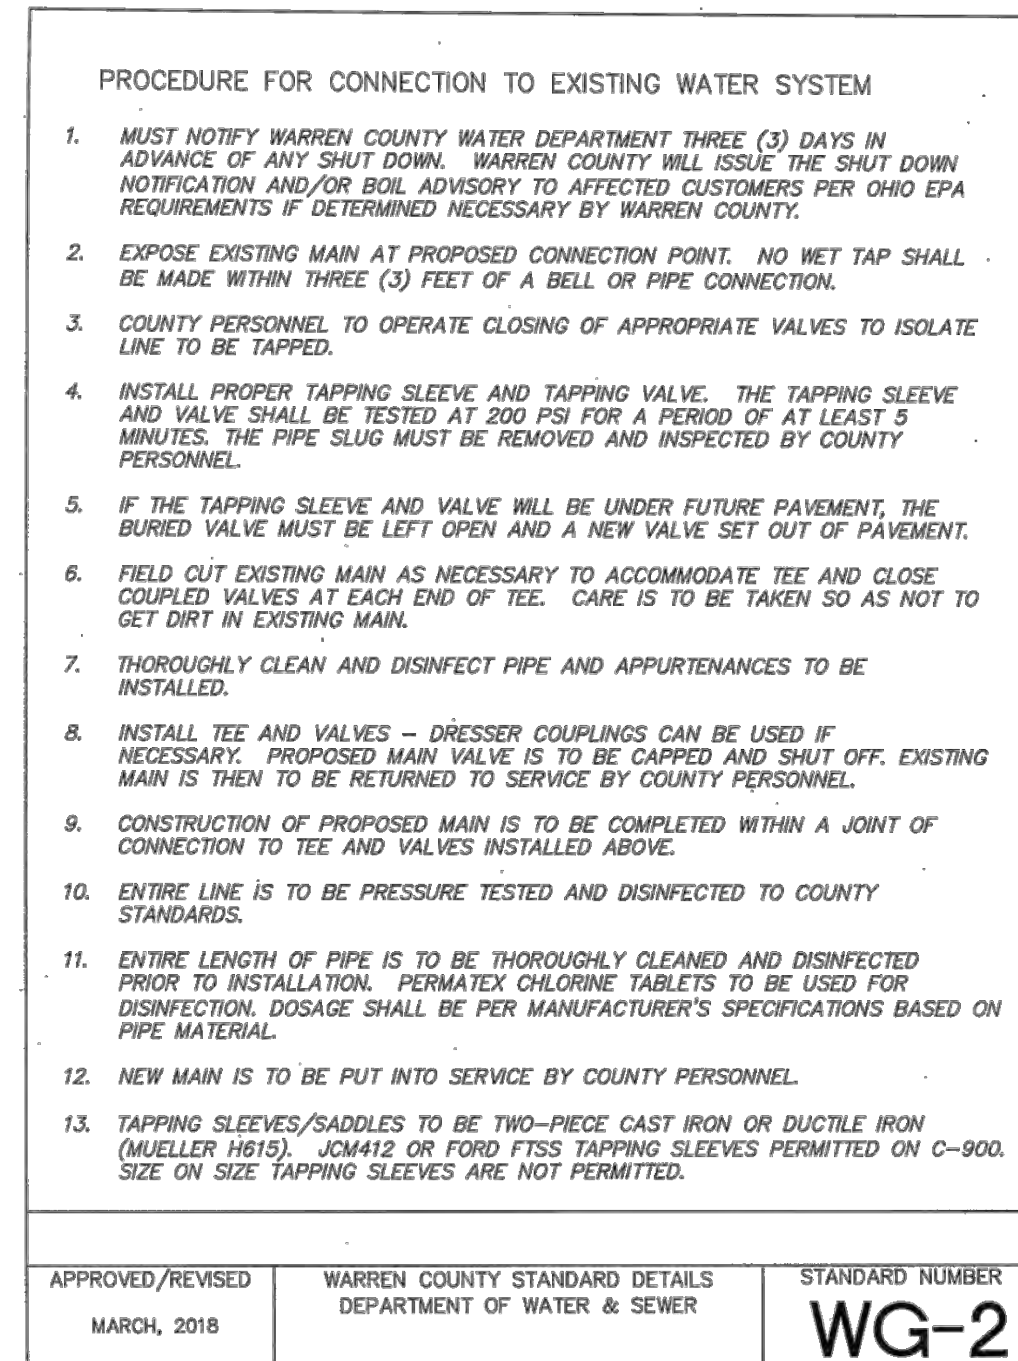 PROCEDURE FOR CONNECTION TO EXISTING WATER SYSTEM
1. MUST NOTIFY WARREN COUNTY WATER DEPARTMENT THREE (3) DAYS IN
ADVANCE OF ANY SHUT DOWN. WARREN COUNTY WILL ISSUE THE SHUT DOWN
NOTIFICATION AND/OR BOIL ADVISORY TO AFFECTED CUSTOMERS PER OHIO EPA
REQUIREMENTS IF DETERMINED NECESSARY BY WARREN COUNTY.
2. EXPOSE EXISTING MAIN AT PROPOSED CONNECTION POINT. NO WET TAP SHALL
BE MADE WITHIN THREE (3) FEET OF A BELL OR PIPE CONNECTION.
3. COUNTY PERSONNEL TO OPERATE CLOSING OF APPROPRIATE VALVES TO ISOLATE
LINE TO BE TAPPED.
4. INSTALL PROPER TAPPING SLEEVE AND TAPPING VALVE. THE TAPPING SLEEVE
AND VALVE SHALL BE TESTED AT 200 PSI FOR A PERIOD OF AT LEAST 5
MINUTES. THE PIPE SLUG MUST BE REMOVED AND INSPECTED BY COUNTY
PERSONNEL.
5. IF THE TAPPING SLEEVE AND VALVE WILL BE UNDER FUTURE PAVEMENT, THE
BURIED VALVE MUST BE LEFT OPEN AND A NEW VALVE SET OUT OF PAVEMENT.
6. FIELD CUT EXISTING MAIN AS NECESSARY TO ACCOMMODATE TEE AND CLOSE
COUPLED VALVES AT EACH END OF TEE. CARE IS TO BE TAKEN SO AS NOT TO
GET DIRT IN EXISTING MAIN.
7. THOROUGHLY CLEAN AND DISINFECT PIPE AND APPURTENANCES TO BE
INSTALLED.
8. INSTALL TEE AND VALVES – DRESSER COUPLINGS CAN BE USED IF
NECESSARY. PROPOSED MAIN VALVE IS TO BE CAPPED AND SHUT OFF. EXISTING
MAIN IS THEN TO BE RETURNED TO SERVICE BY COUNTY PERSONNEL.
9. CONSTRUCTION OF PROPOSED MAIN IS TO BE COMPLETED WITHIN A JOINT OF
CONNECTION TO TEE AND VALVES INSTALLED ABOVE.
10. ENTIRE LINE IS TO BE PRESSURE TESTED AND DISINFECTED TO COUNTY
STANDARDS.
11. ENTIRE LENGTH OF PIPE IS TO BE THOROUGHLY CLEANED AND DISINFECTED
PRIOR TO INSTALLATION. PERMATEX CHLORINE TABLETS TO BE USED FOR
DISINFECTION. DOSAGE SHALL BE PER MANUFACTURER'S SPECIFICATIONS BASED ON
PIPE MATERIAL.
12. NEW MAIN IS TO BE PUT INTO SERVICE BY COUNTY PERSONNEL.
13. TAPPING SLEEVES/SADDLES TO BE TWO–PIECE CAST IRON OR DUCTILE IRON
(MUELLER H615). JCM412 OR FORD FTSS TAPPING SLEEVES PERMITTED ON C–900.
SIZE ON SIZE TAPPING SLEEVES ARE NOT PERMITTED.
APPROVED/REVISED
MARCH, 2018
WARREN COUNTY STANDARD DETAILS
DEPARTMENT OF WATER & SEWER
STANDARD NUMBER
WG–2